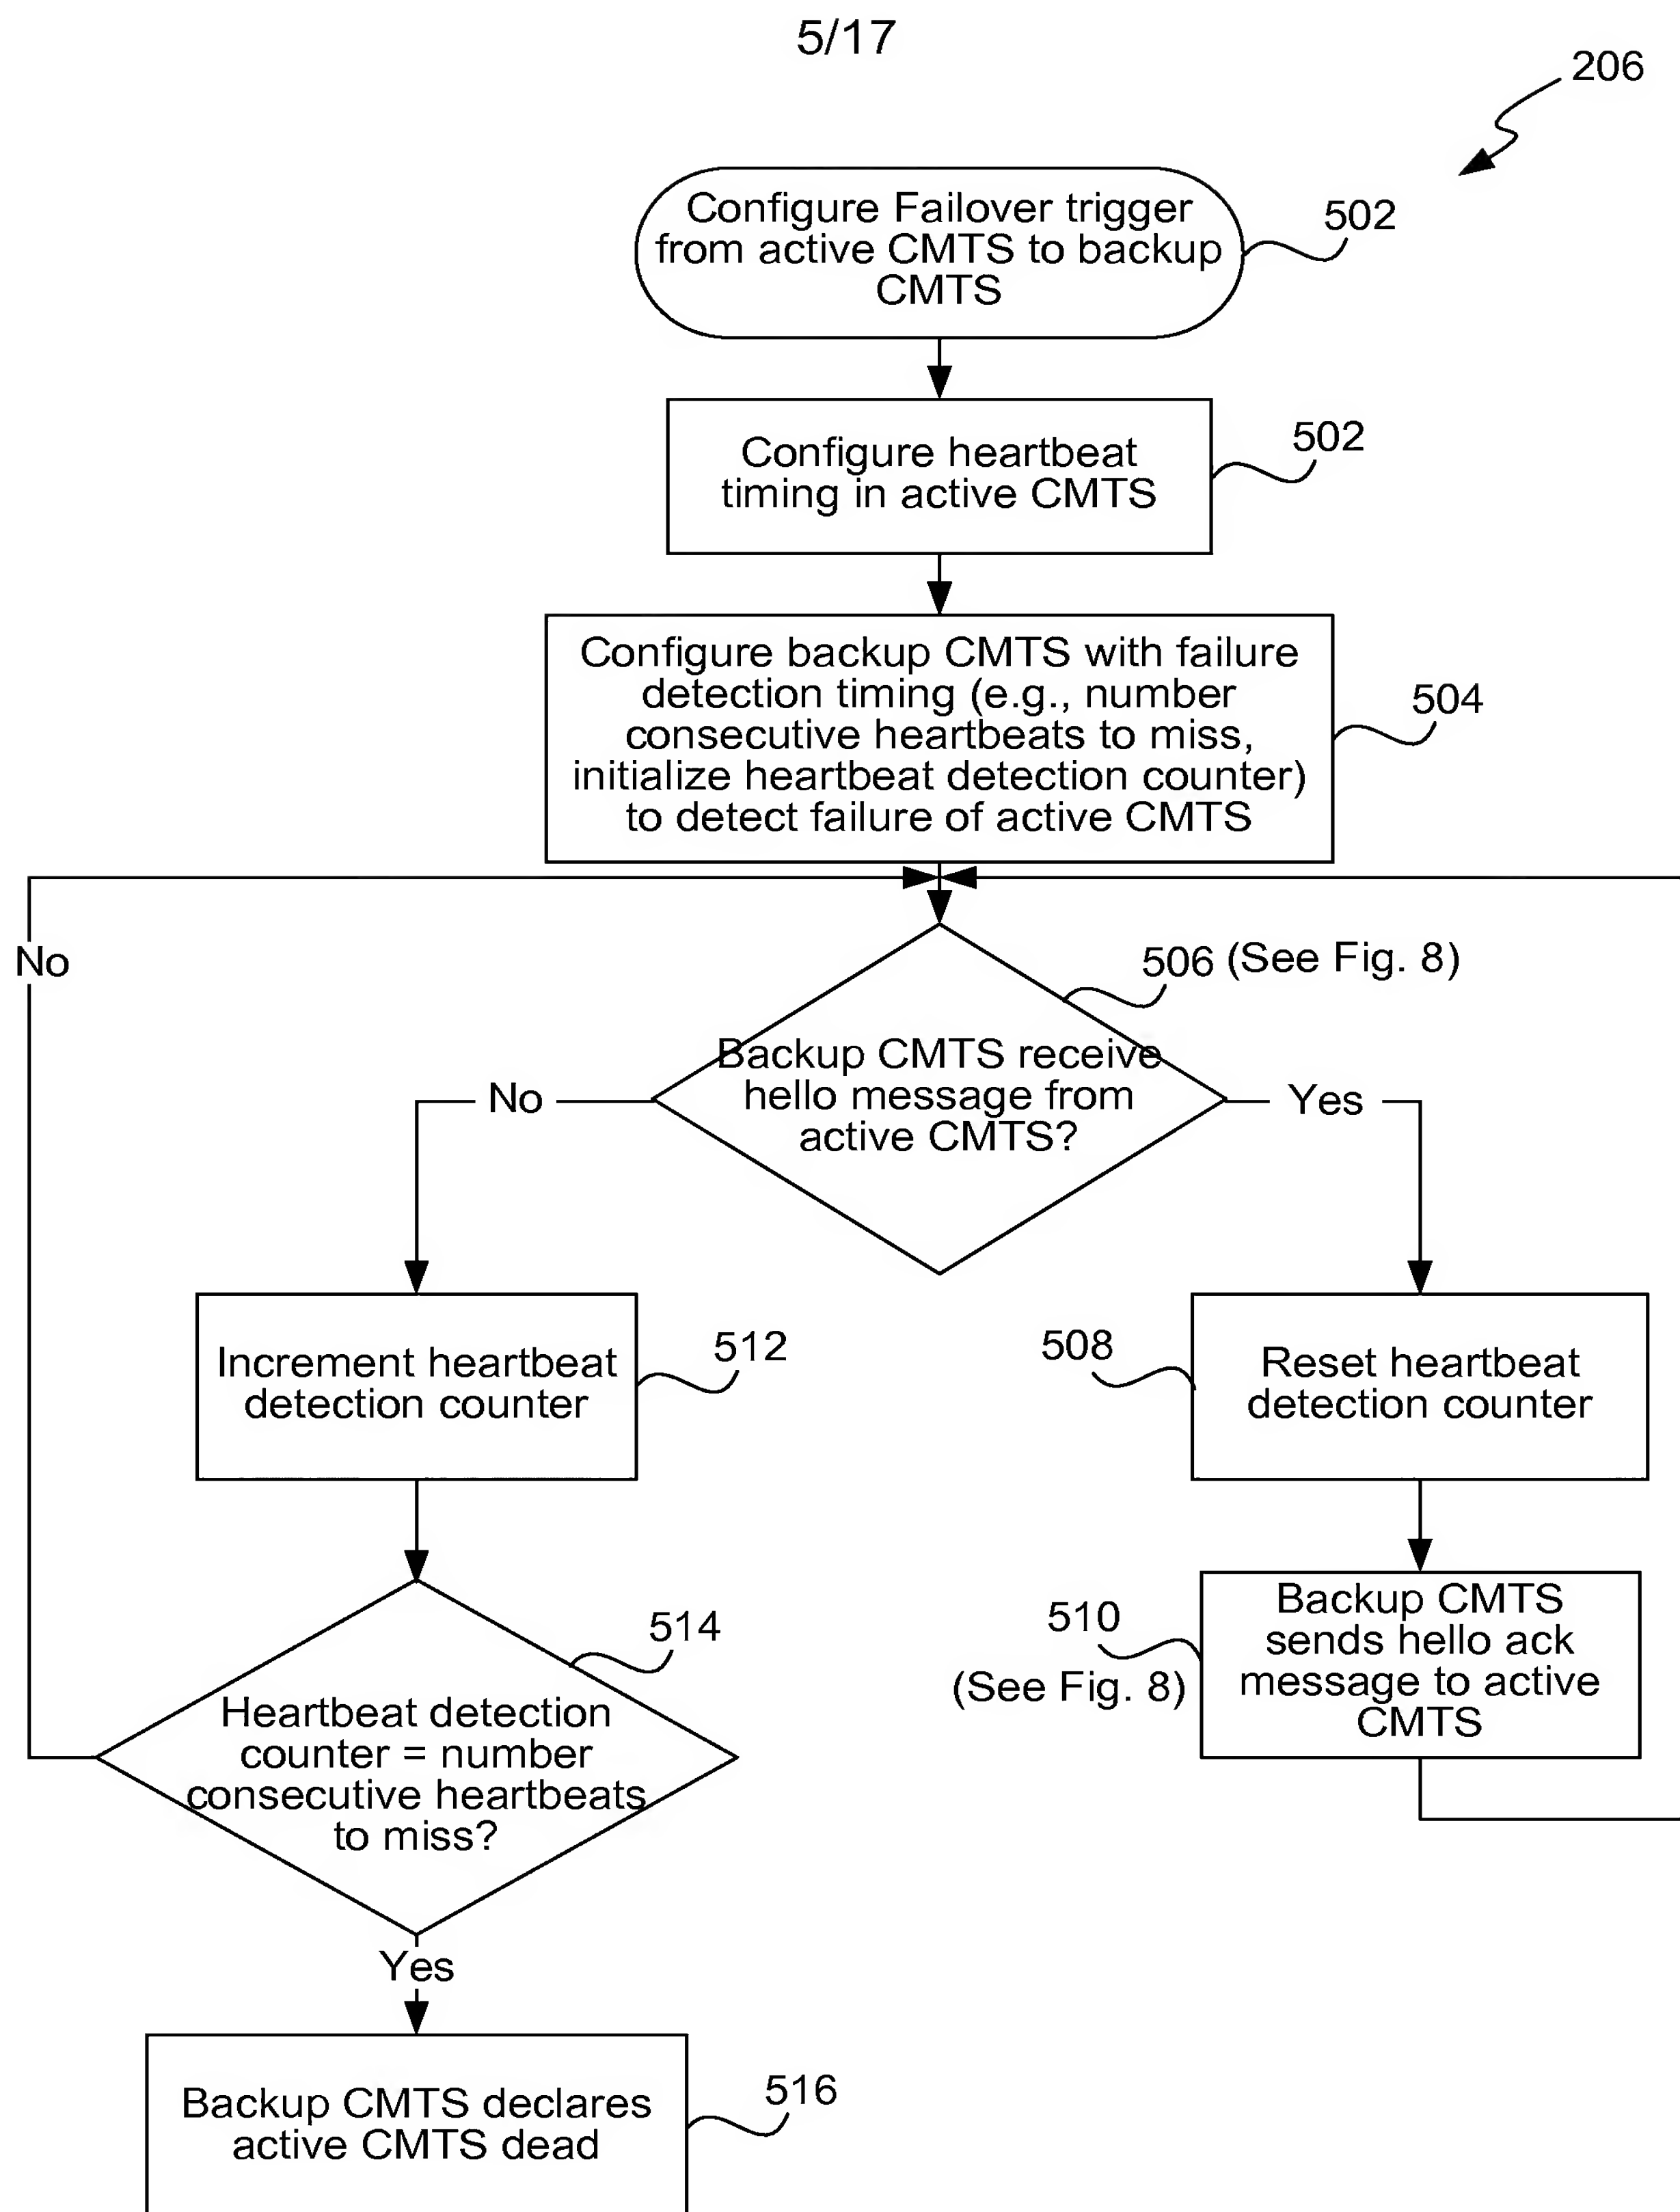 5/17
206
Configure Failover trigger
from active CMTS to backup
CMTS
502
Configure heartbeat
timing in active CMTS
502
Configure backup CMTS with failure
detection timing (e.g., number
consecutive heartbeats to miss,
initialize heartbeat detection counter)
to detect failure of active CMTS
504
No
506 (See Fig. 8)
Backup CMTS receive
hello message from
active CMTS?
No
Yes
Increment heartbeat
detection counter
512
508
Reset heartbeat
detection counter
514
Heartbeat detection
counter = number
consecutive heartbeats
to miss?
510
(See Fig. 8)
Backup CMTS
sends hello ack
message to active
CMTS
Yes
Backup CMTS declares
active CMTS dead
516